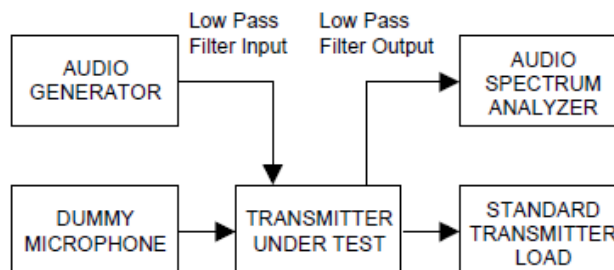 Low Pass
Filter Input
Low Pass
Filter Output
AUDIO
GENERATOR
AUDIO
SPECTRUM
ANALYZER
DUMMY
MICROPHONE
TRANSMITTER
UNDER TEST
STANDARD
TRANSMITTER
LOAD